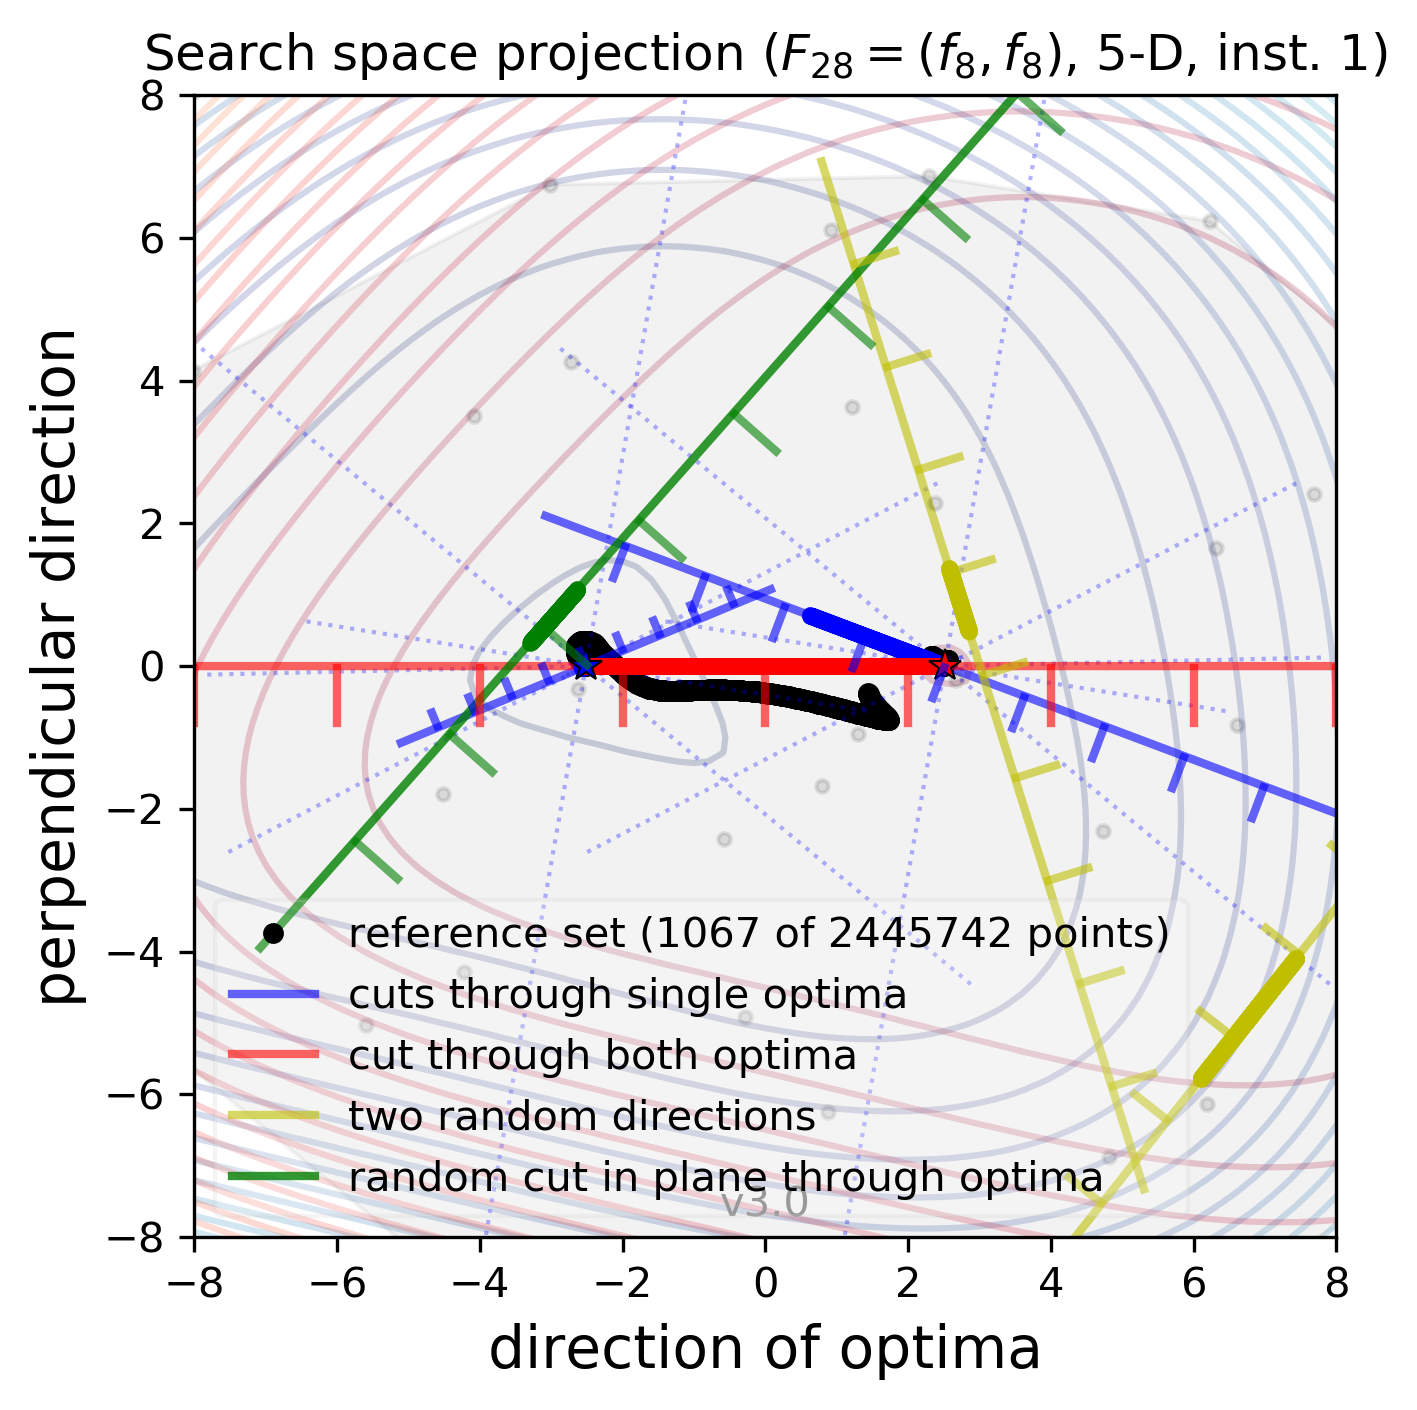 Search space projection (F₂₈ = (f₈, f₈), 5-D, inst. 1)
8
6
4
2
0
−2
−4
−6
−8
perpendicular direction
reference set (1067 of 2445742 points)
cuts through single optima
cut through both optima
two random directions
random cut in plane through optima
v3.0
−8 −6 −4 −2 0 2 4 6 8
direction of optima